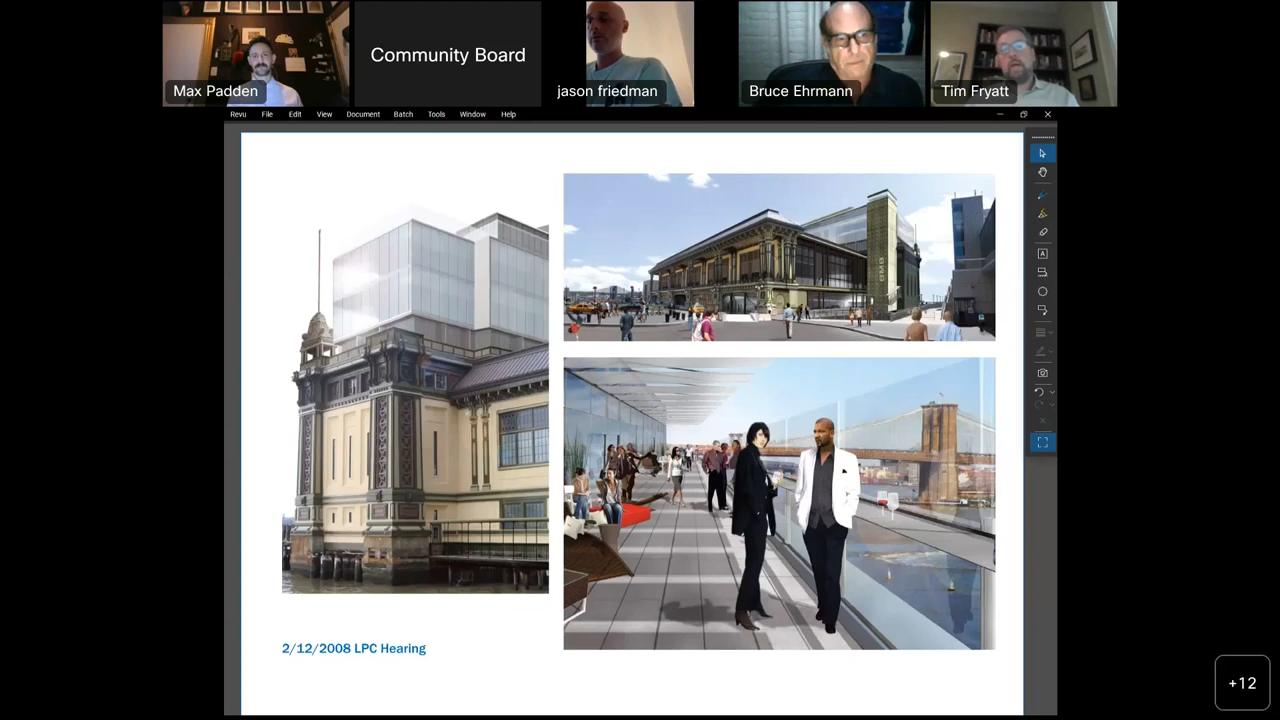 Max Padden
Community Board
jason friedman
Bruce Ehrmann
Tim Fryatt
Revu File Edit View Document Batch Tools Window Help
BMB
A
2/12/2008 LPC Hearing
+12